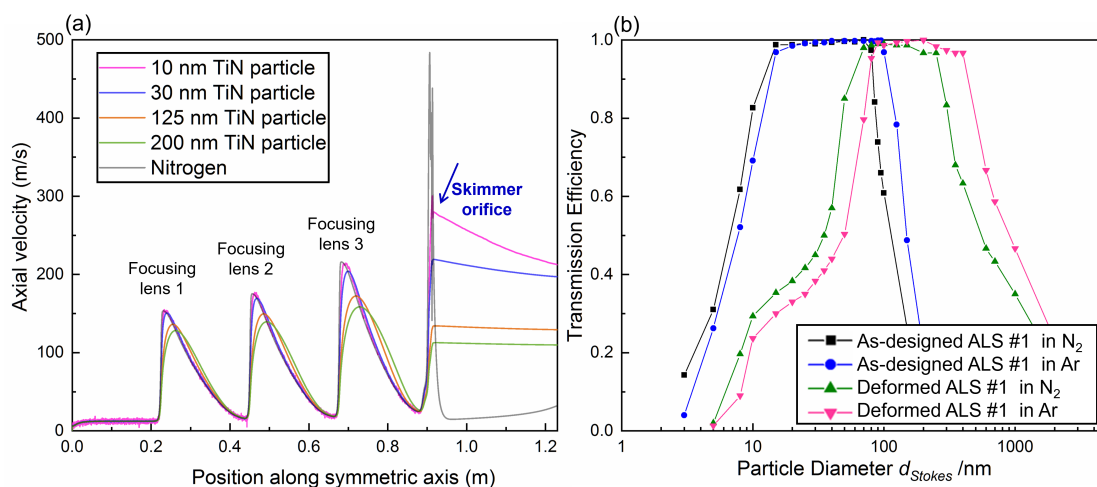 (a)
500
400
300
200
100
0
0.0
0.2
0.4
0.6
0.8
1.0
1.2
Axial velocity (m/s)
Position along symmetric axis (m)
10 nm TiN particle
30 nm TiN particle
125 nm TiN particle
200 nm TiN particle
Nitrogen
Skimmer
orifice
Focusing
lens 1
Focusing
lens 2
Focusing
lens 3
(b)
1.0
0.8
0.6
0.4
0.2
0.0
1
10
100
1000
Transmission Efficiency
Particle Diameter d_Stokes /nm
As-designed ALS #1 in N₂
As-designed ALS #1 in Ar
Deformed ALS #1 in N₂
Deformed ALS #1 in Ar